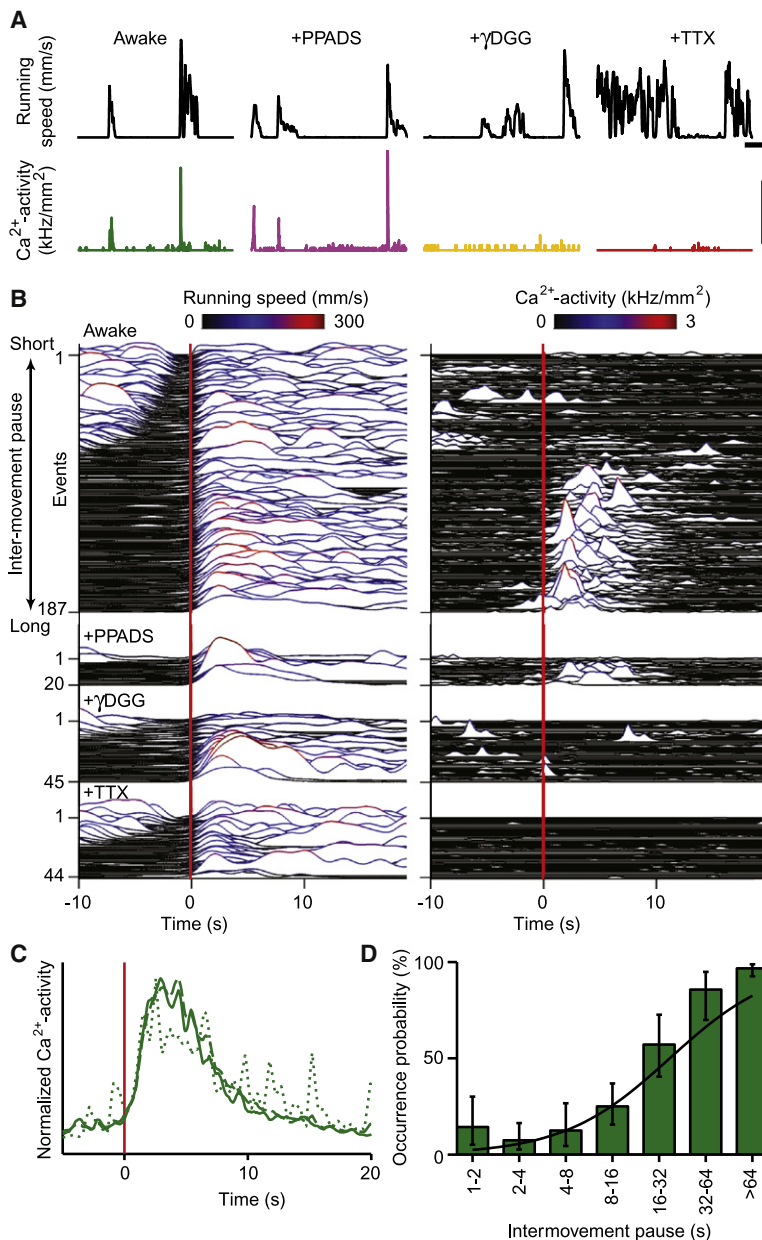 A
Awake
+PPADS
+γDGG
+TTX
Running
speed (mm/s)
Ca²⁺-activity
(kHz/mm²)
B
Running speed (mm/s)
0
300
Ca²⁺-activity (kHz/mm²)
0
3
Awake
Short
1
Inter-movement pause
Events
187
Long
+PPADS
1
20
+γDGG
1
45
+TTX
1
44
-10
0
10
Time (s)
-10
0
10
Time (s)
C
Normalized Ca²⁺-activity
0
10
20
Time (s)
D
Occurrence probability (%)
100
50
0
1-2
2-4
4-8
8-16
16-32
32-64
>64
Intermovement pause (s)